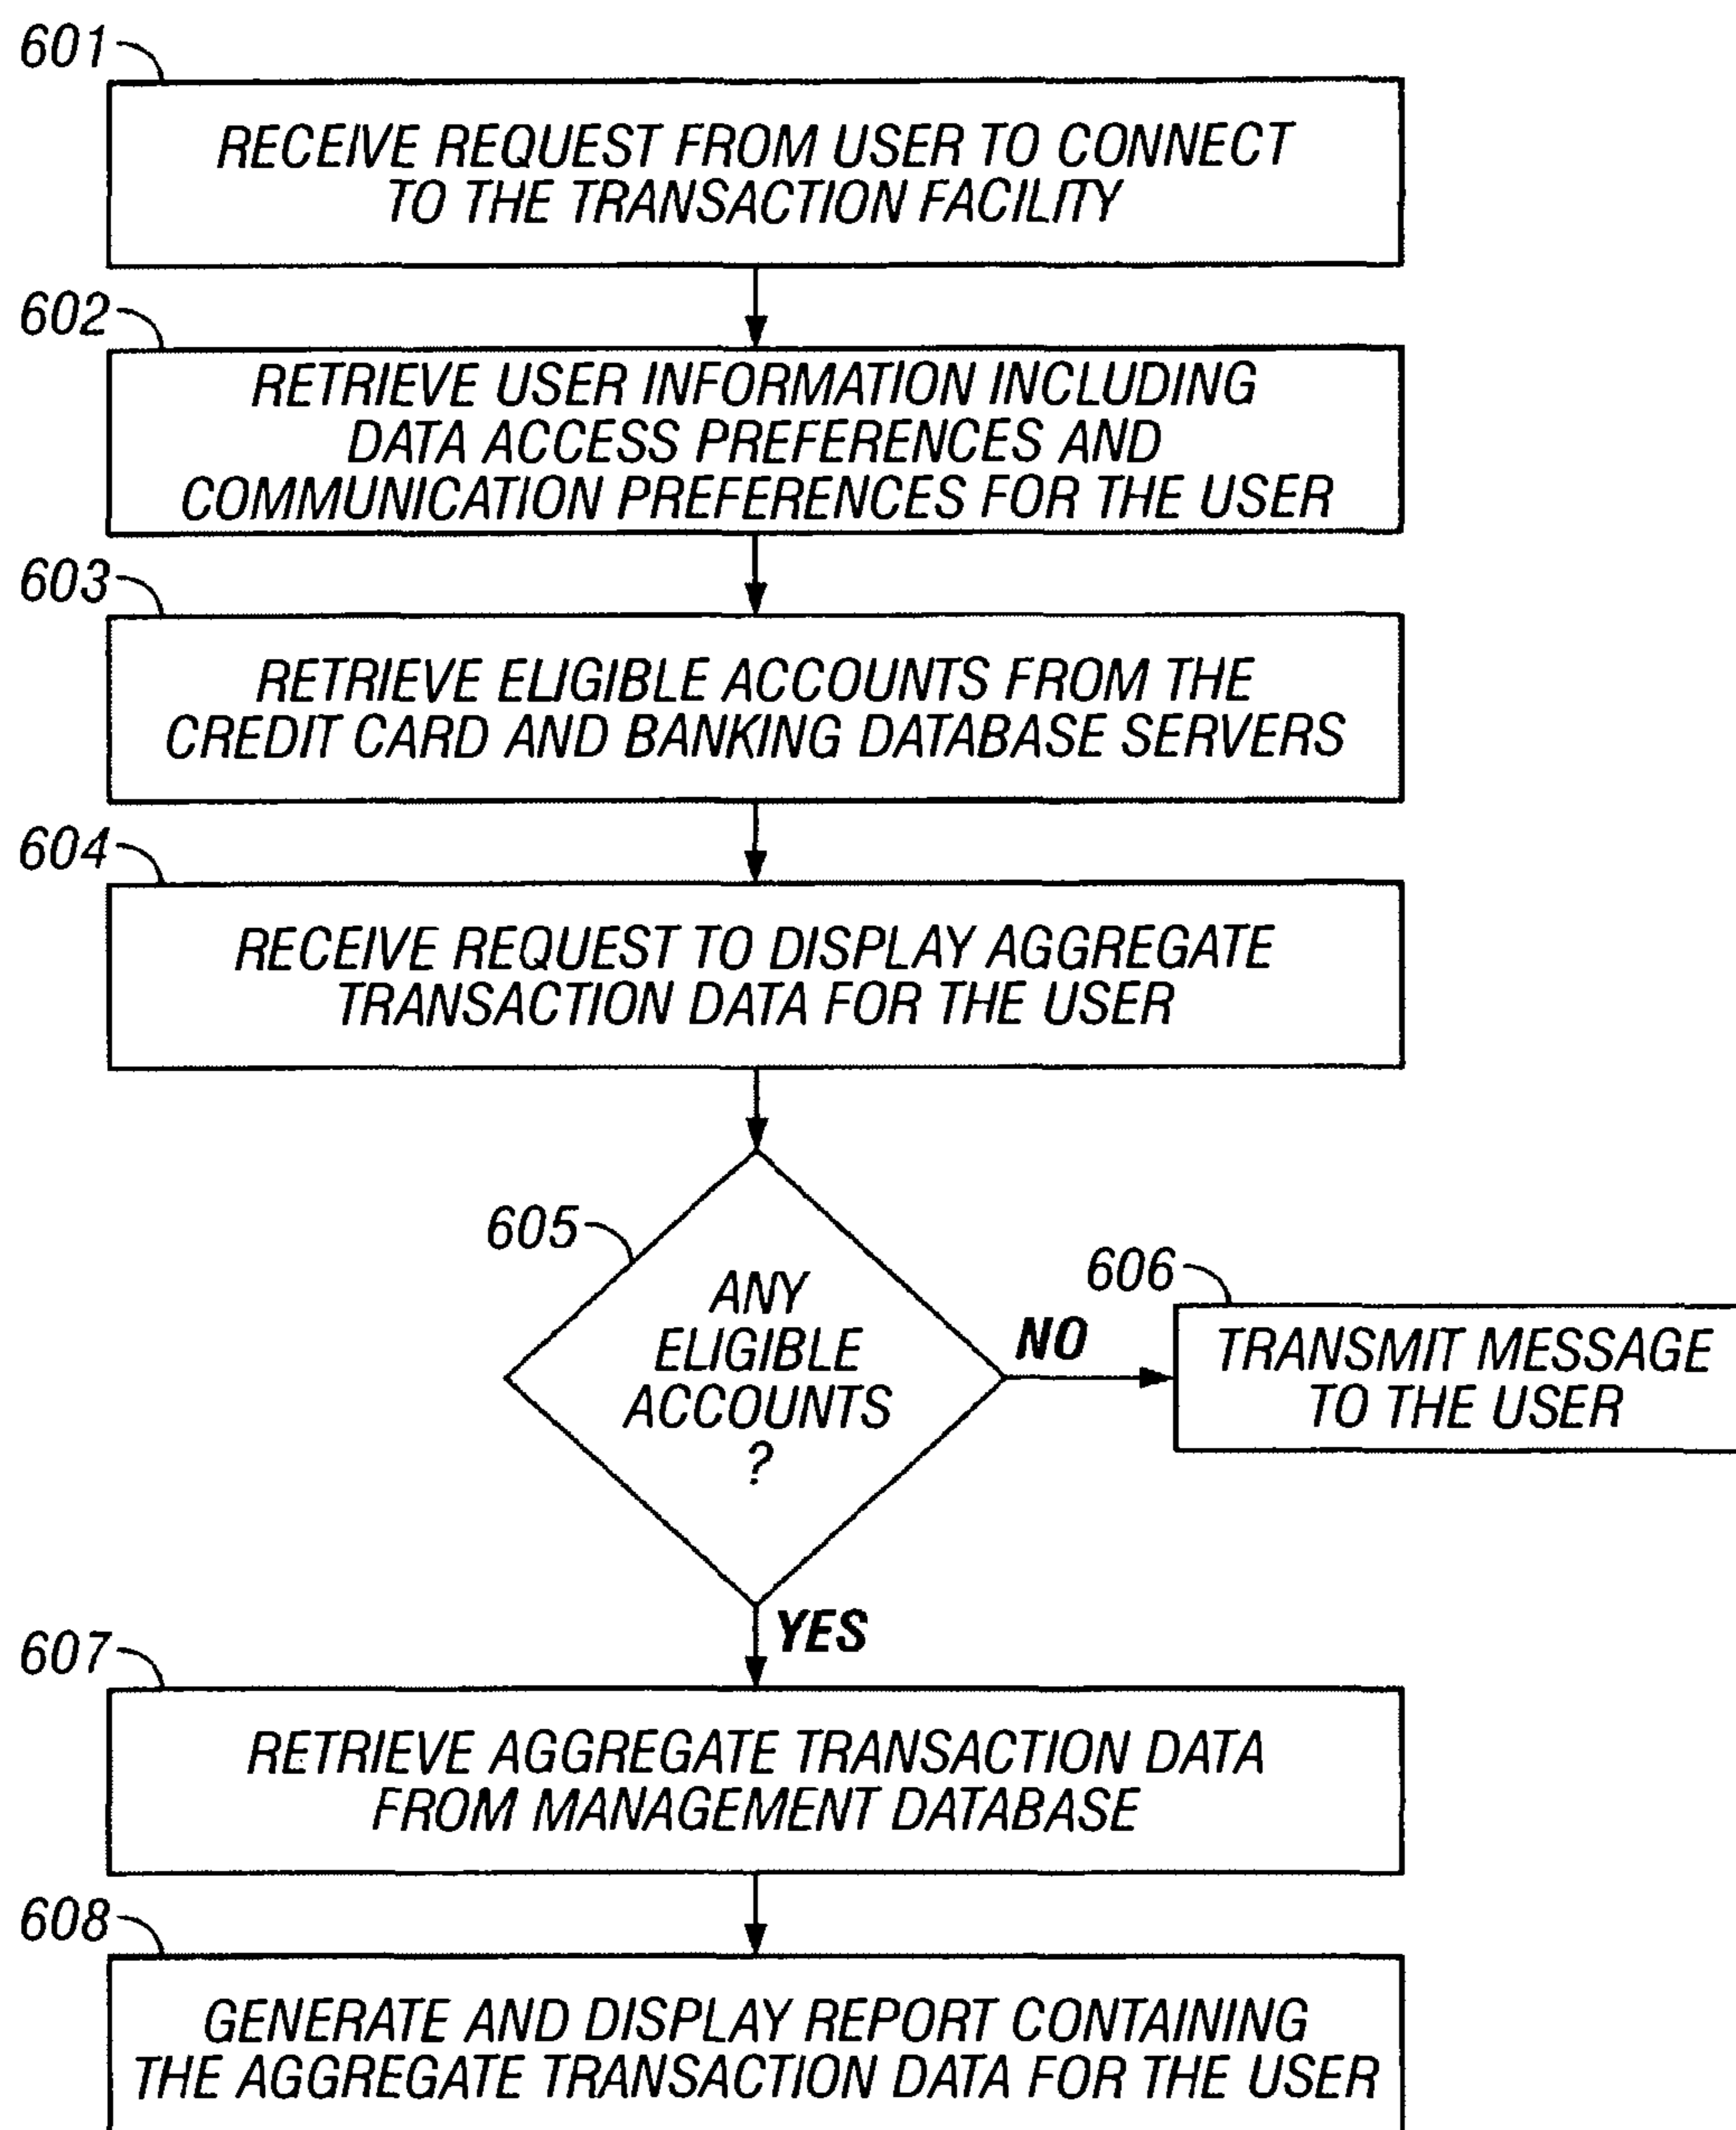 601
RECEIVE REQUEST FROM USER TO CONNECT
TO THE TRANSACTION FACILITY
602
RETRIEVE USER INFORMATION INCLUDING
DATA ACCESS PREFERENCES AND
COMMUNICATION PREFERENCES FOR THE USER
603
RETRIEVE ELIGIBLE ACCOUNTS FROM THE
CREDIT CARD AND BANKING DATABASE SERVERS
604
RECEIVE REQUEST TO DISPLAY AGGREGATE
TRANSACTION DATA FOR THE USER
605
ANY
ELIGIBLE
ACCOUNTS
?
NO
606
TRANSMIT MESSAGE
TO THE USER
YES
607
RETRIEVE AGGREGATE TRANSACTION DATA
FROM MANAGEMENT DATABASE
608
GENERATE AND DISPLAY REPORT CONTAINING
THE AGGREGATE TRANSACTION DATA FOR THE USER